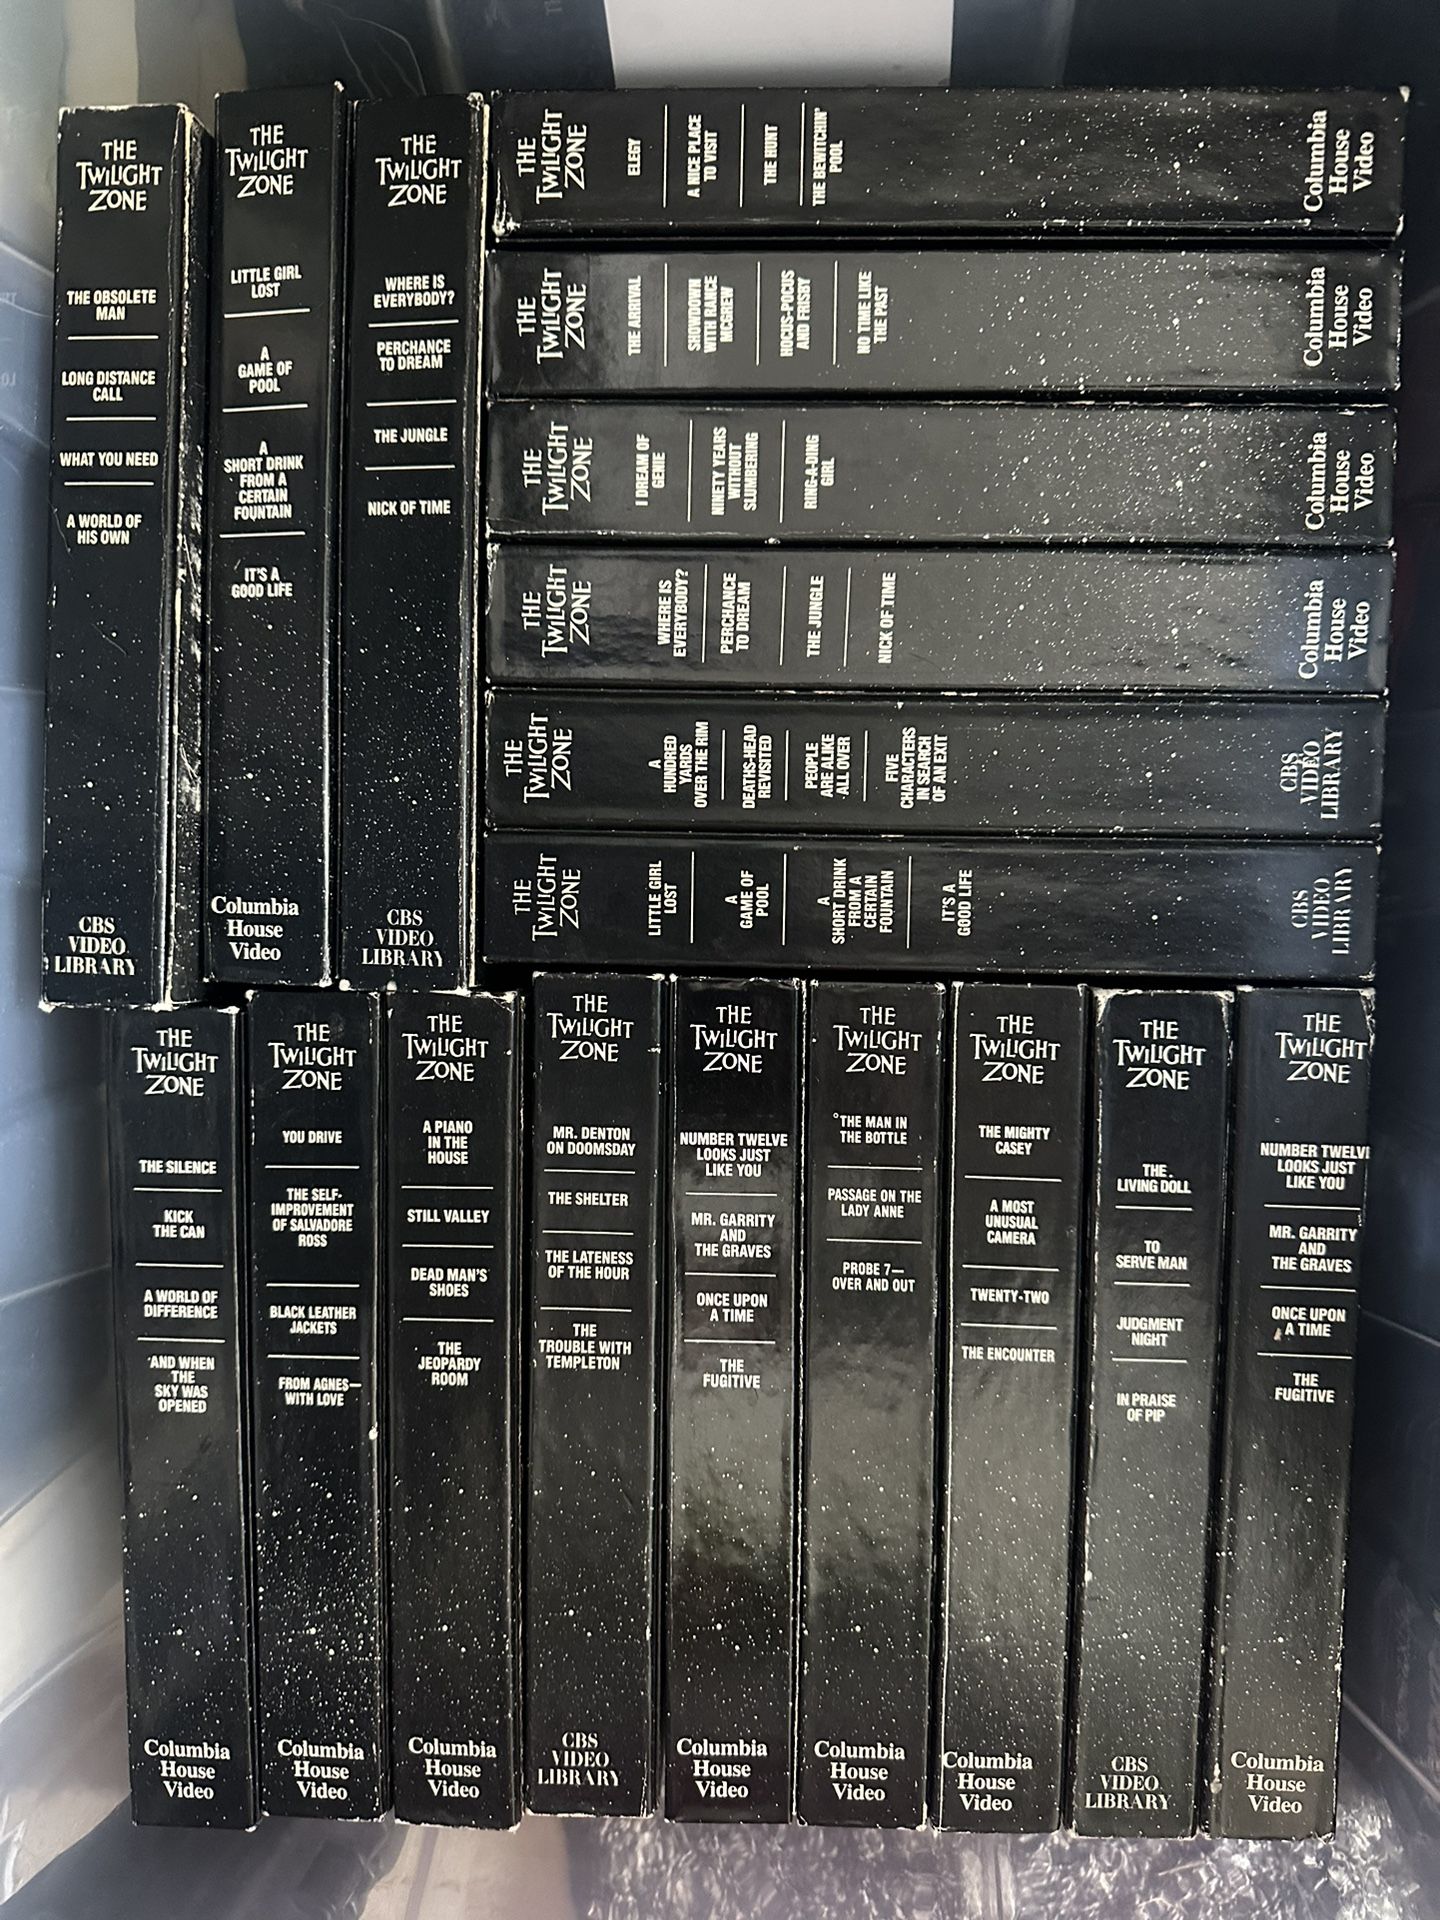 THE
TWILIGHT
ZONE
THE OBSOLETE
MAN
LONG DISTANCE
CALL
WHAT YOU NEED
A WORLD OF
HIS OWN
CBS
VIDEO
LIBRARY
THE
TWILIGHT
ZONE
LITTLE GIRL
LOST
A
GAME OF
POOL
A
SHORT DRINK
FROM A
CERTAIN
FOUNTAIN
IT'S A
GOOD LIFE
Columbia
House
Video
THE
TWILIGHT
ZONE
WHERE IS
EVERYBODY?
PERCHANCE
TO DREAM
THE JUNGLE
NICK OF TIME
CBS
VIDEO
LIBRARY
THE
TWILIGHT
ZONE
ELEGY
A NICE PLACE
TO VISIT
THE HUNT
THE BEWITCHIN'
POOL
Columbia
House
Video
THE
TWILIGHT
ZONE
THE ARRIVAL
SHOWDOWN
WITH RANCE
MCGREW
HOCUS-POCUS
AND FRISBY
NO TIME LIKE
THE PAST
Columbia
House
Video
THE
TWILIGHT
ZONE
I DREAM OF
GENIE
NINETY YEARS
WITHOUT
SLUMBERING
RING-A-DING
GIRL
Columbia
House
Video
THE
TWILIGHT
ZONE
WHERE IS
EVERYBODY?
PERCHANCE
TO DREAM
THE JUNGLE
NICK OF TIME
Columbia
House
Video
THE
TWILIGHT
ZONE
A
HUNDRED
YARDS
OVER THE RIM
DEATHS-HEAD
REVISITED
PEOPLE
ARE ALIKE
ALL OVER
FIVE
CHARACTERS
IN SEARCH
OF AN EXIT
CBS
VIDEO
LIBRARY
THE
TWILIGHT
ZONE
LITTLE GIRL
LOST
A
GAME OF
POOL
A
SHORT DRINK
FROM A
CERTAIN
FOUNTAIN
IT'S A
GOOD LIFE
CBS
VIDEO
LIBRARY
THE
TWILIGHT
ZONE
THE SILENCE
KICK
THE CAN
A WORLD OF
DIFFERENCE
AND WHEN
THE
SKY WAS
OPENED
Columbia
House
Video
THE
TWILIGHT
ZONE
YOU DRIVE
THE SELF-
IMPROVEMENT
OF SALVADORE
ROSS
BLACK LEATHER
JACKETS
FROM AGNES—
WITH LOVE
Columbia
House
Video
THE
TWILIGHT
ZONE
A PIANO
IN THE
HOUSE
STILL VALLEY
DEAD MAN'S
SHOES
THE
JEOPARDY
ROOM
Columbia
House
Video
THE
TWILIGHT
ZONE
MR. DENTON
ON DOOMSDAY
THE SHELTER
THE LATENESS
OF THE HOUR
THE
TROUBLE WITH
TEMPLETON
CBS
VIDEO
LIBRARY
THE
TWILIGHT
ZONE
NUMBER TWELVE
LOOKS JUST
LIKE YOU
MR. GARRITY
AND
THE GRAVES
ONCE UPON
A TIME
THE
FUGITIVE
Columbia
House
Video
THE
TWILIGHT
ZONE
THE MAN IN
THE BOTTLE
PASSAGE ON THE
LADY ANNE
PROBE 7—
OVER AND OUT
Columbia
House
Video
THE
TWILIGHT
ZONE
THE MIGHTY
CASEY
A MOST
UNUSUAL
CAMERA
TWENTY-TWO
THE ENCOUNTER
Columbia
House
Video
THE
TWILIGHT
ZONE
THE
LIVING DOLL
TO
SERVE MAN
JUDGMENT
NIGHT
IN PRAISE
OF PIP
CBS
VIDEO
LIBRARY
THE
TWILIGHT
ZONE
NUMBER TWELVE
LOOKS JUST
LIKE YOU
MR. GARRITY
AND
THE GRAVES
ONCE UPON
A TIME
THE
FUGITIVE
Columbia
House
Video